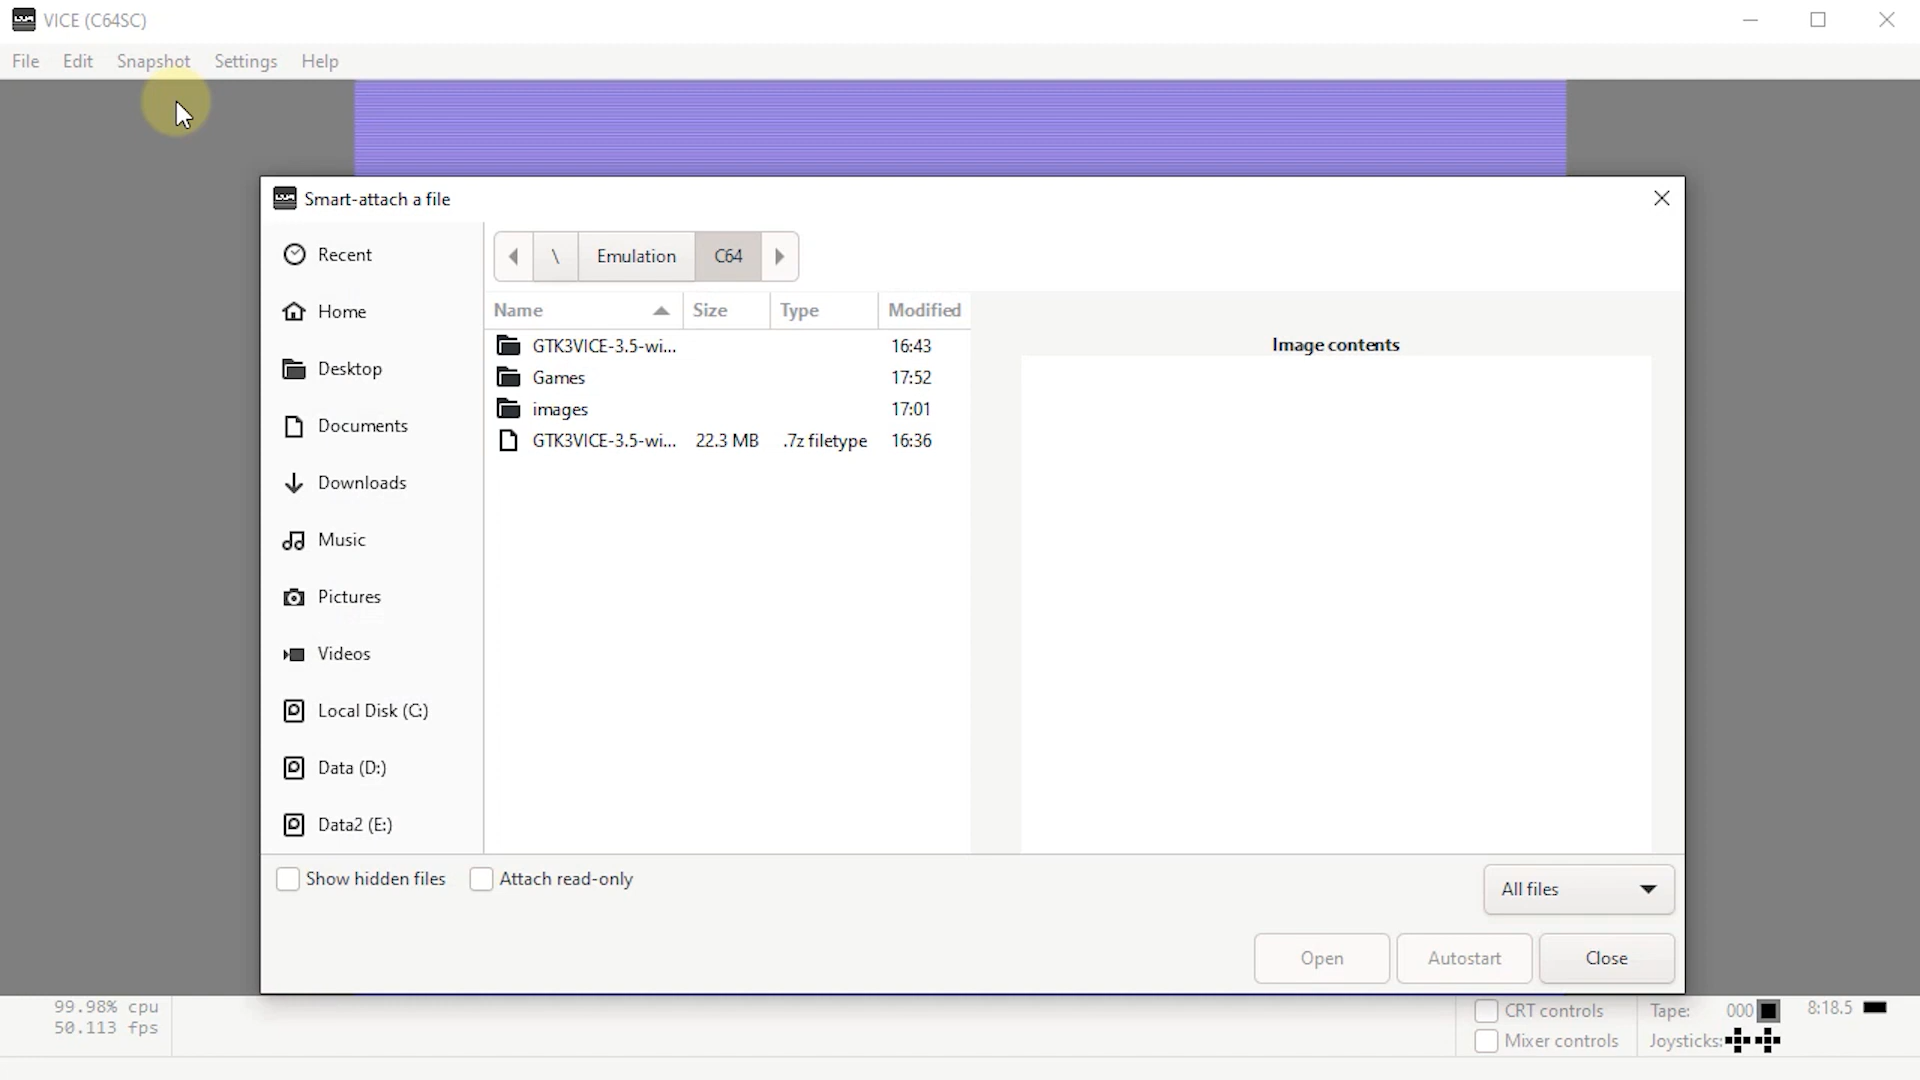 VICE (C64SC)
File Edit Snapshot Settings Help
Smart-attach a file
Recent
Home
Desktop
Documents
Downloads
Music
Pictures
Videos
Local Disk (C:)
Data (D:)
Data2 (E:)
\ Emulation C64
Name Size Type Modified
GTK3VICE-3.5-wi... 16:43
Games 17:52
images 17:01
GTK3VICE-3.5-wi... 22.3 MB .7z filetype 16:36
Image contents
Show hidden files Attach read-only
All files
Open Autostart Close
99.98% cpu
50.113 fps
CRT controls
Mixer controls
Tape: 000
Joysticks:
8:18.5